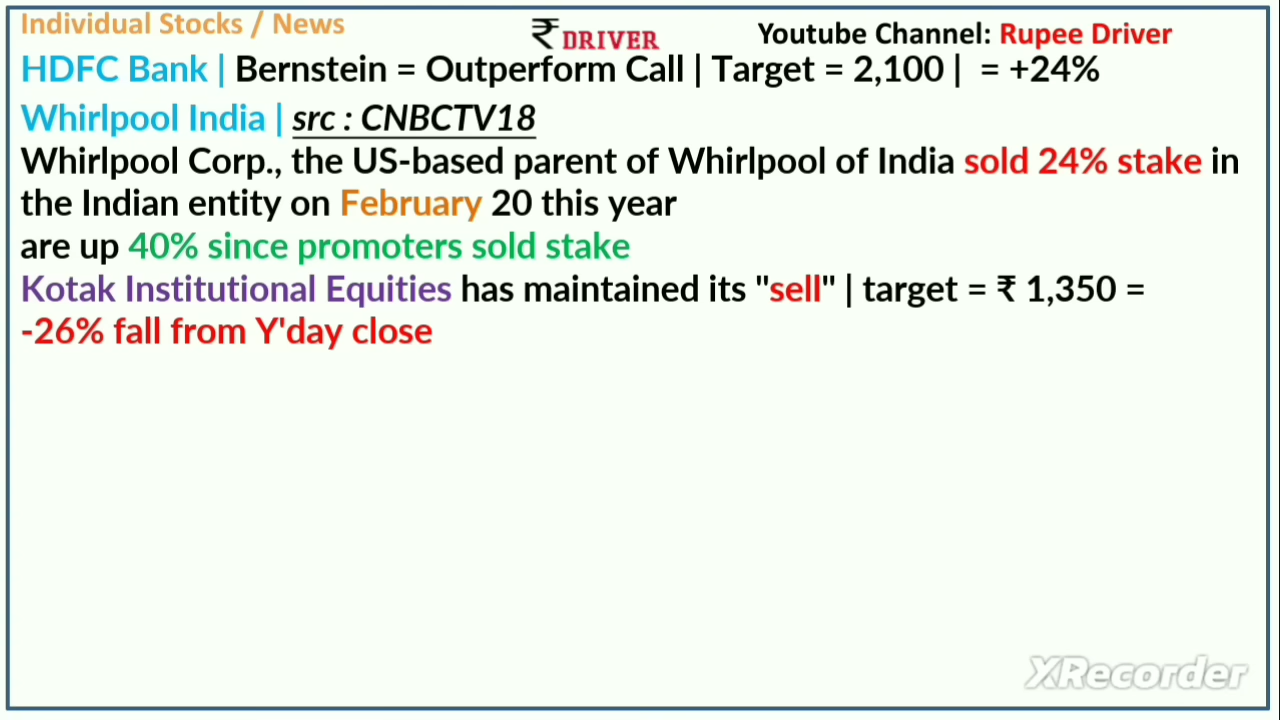 Individual Stocks / News
₹ DRIVER
Youtube Channel: Rupee Driver
HDFC Bank | Bernstein = Outperform Call | Target = 2,100 | = +24%
Whirlpool India | src : CNBCTV18
Whirlpool Corp., the US-based parent of Whirlpool of India sold 24% stake in
the Indian entity on February 20 this year
are up 40% since promoters sold stake
Kotak Institutional Equities has maintained its "sell" | target = ₹ 1,350 =
-26% fall from Y'day close
XRecorder